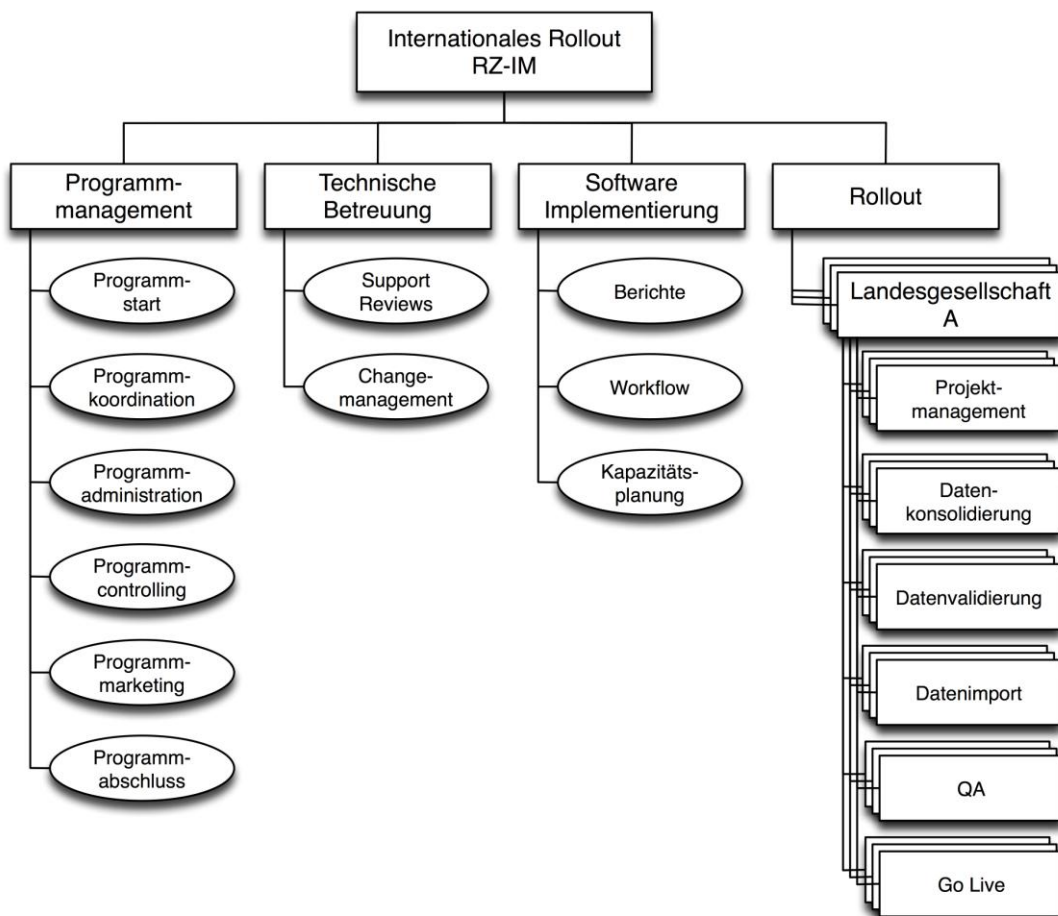 Internationales Rollout
RZ-IM
Programm-
management
Technische
Betreuung
Software
Implementierung
Rollout
Programm-
start
Programm-
koordination
Programm-
administration
Programm-
controlling
Programm-
marketing
Programm-
abschluss
Support
Reviews
Change-
management
Berichte
Workflow
Kapazitäts-
planung
Landesgesellschaft
A
Projekt-
management
Daten-
konsolidierung
Datenvalidierung
Datenimport
QA
Go Live